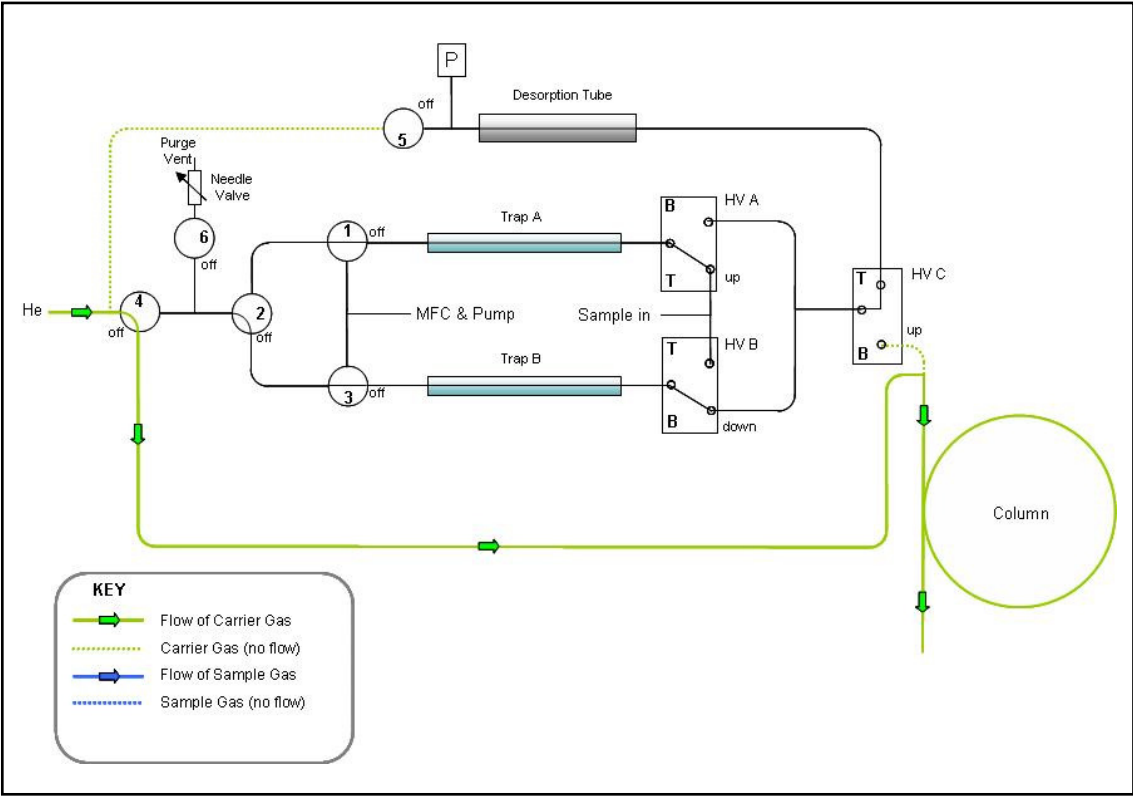 P
off
Desorption Tube
5
Purge
Vent
Needle
Valve
B
HV A
1
off
Trap A
6
off
T
up
T
HV C
He
4
off
2
off
MFC & Pump
Sample in
up
B
T
HV B
Trap B
3
off
B
down
Column
KEY
Flow of Carrier Gas
Carrier Gas (no flow)
Flow of Sample Gas
Sample Gas (no flow)